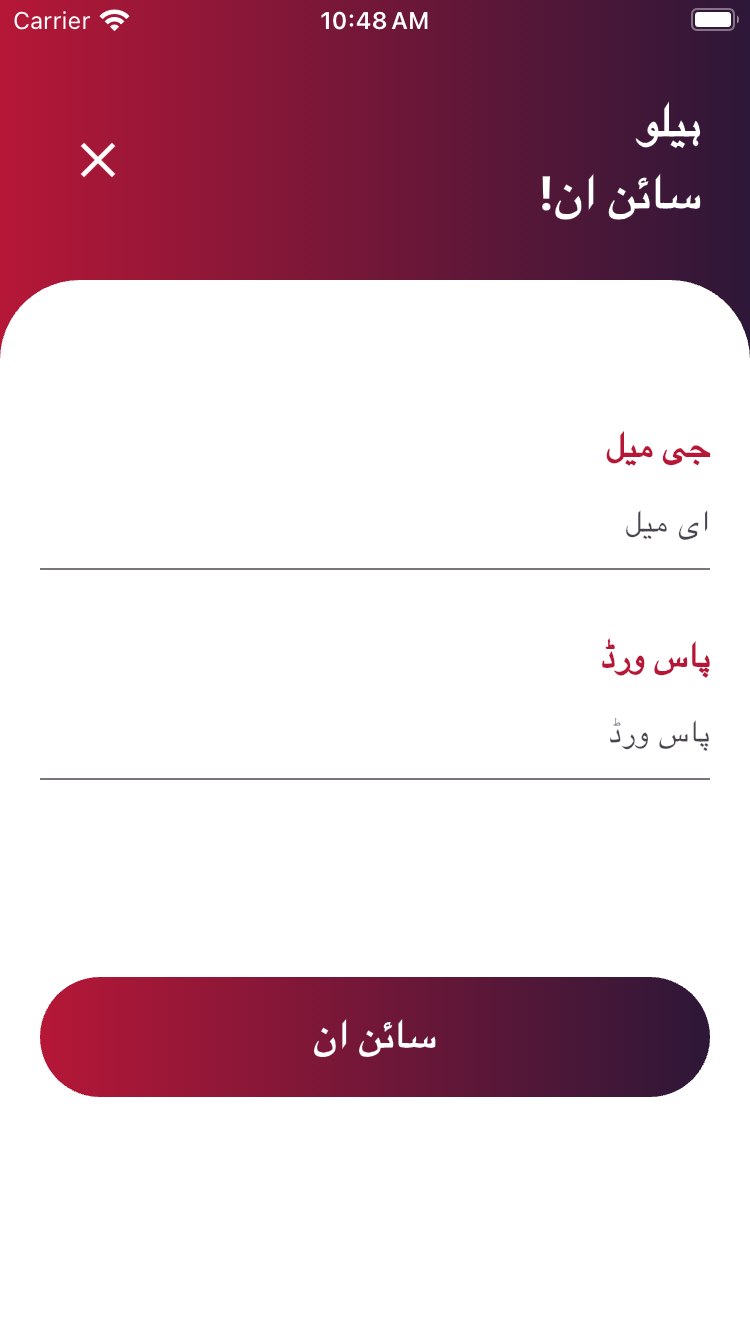 Carrier 10:48 AM
ہیلو
سائن ان!
جی میل
ای میل
پاس ورڈ
پاس ورڈ
سائن ان